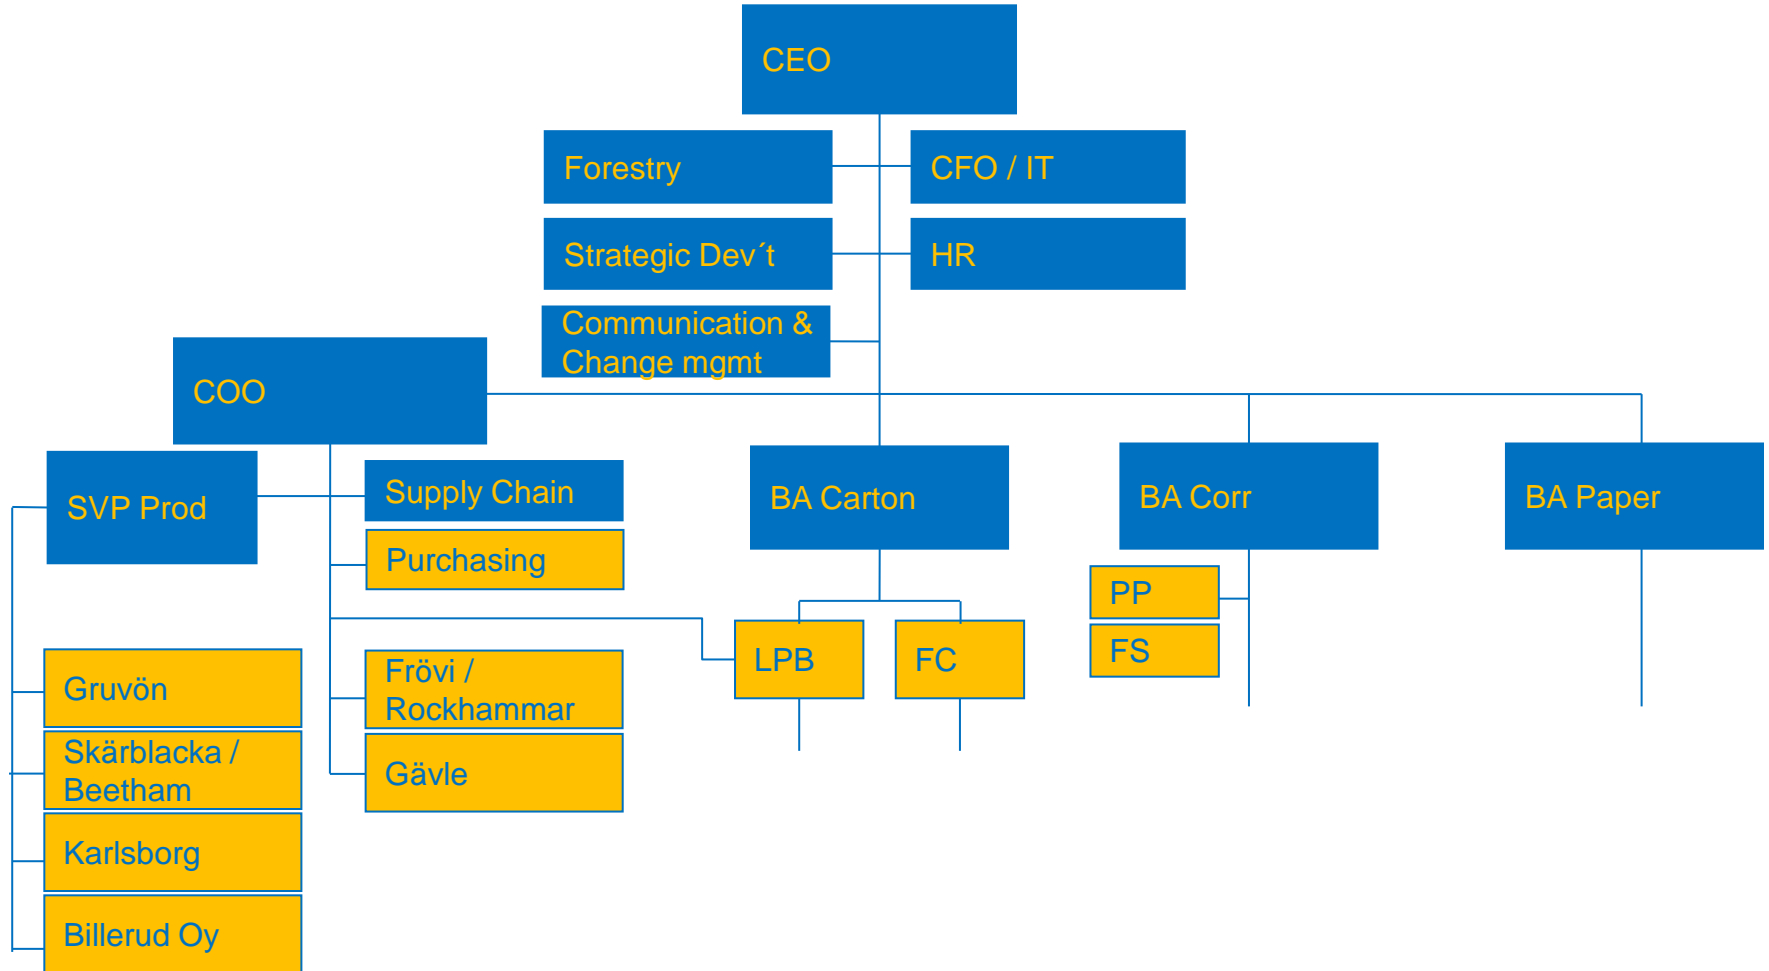 CEO
Forestry
CFO / IT
Strategic Dev´t
HR
Communication &
Change mgmt
COO
SVP Prod
Supply Chain
BA Carton
BA Corr
BA Paper
Purchasing
PP
LPB
FC
FS
Gruvön
Frövi /
Rockhammar
Skärblacka /
Beetham
Gävle
Karlsborg
Billerud Oy